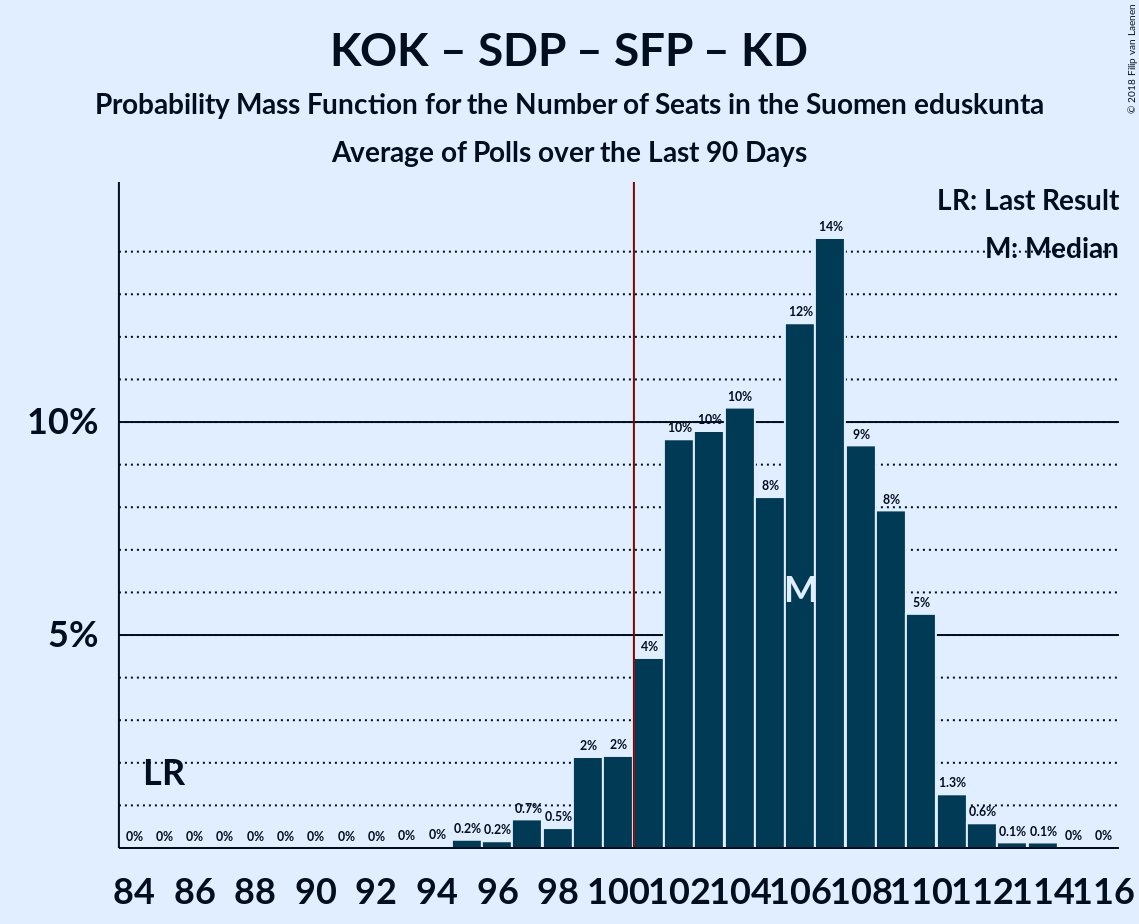 KOK – SDP – SFP – KD
Probability Mass Function for the Number of Seats in the Suomen eduskunta
Average of Polls over the Last 90 Days
© 2018 Filip van Laenen
LR: Last Result
M: Median
14%
12%
10%
10% 10% 10%
9%
8% 8%
M
5%
5%
4%
LR
2% 2%
1.3%
0.7% 0.5% 0.6%
0% 0% 0% 0% 0% 0% 0% 0% 0% 0% 0% 0.2% 0.2% 0.1% 0.1% 0% 0%
84 86 88 90 92 94 96 98 100 102 104 106 108 110 112 114 116